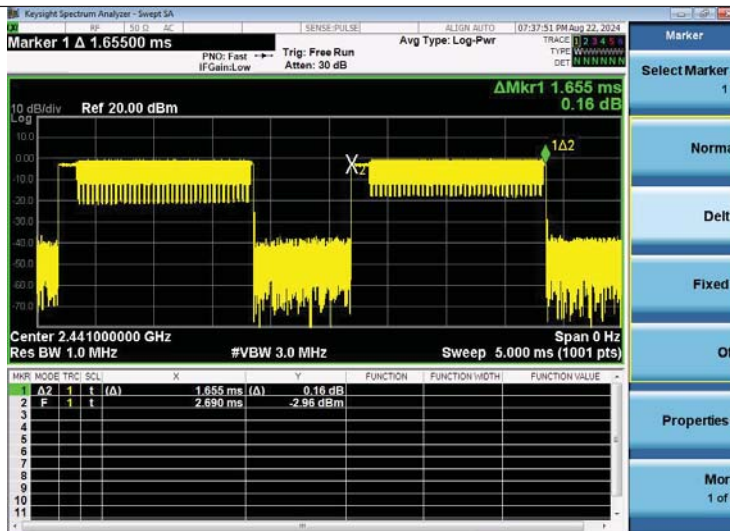 Keysight Spectrum Analyzer - Swept SA
RF 50 Ω AC SENSE:PULSE ALIGN AUTO 07:37:51 PM Aug 22, 2024
Marker 1 Δ 1.65500 ms
PNO: Fast
IFGain:Low
Trig: Free Run
Atten: 30 dB
Avg Type: Log-Pwr
TRACE 1 2 3 4 5 6
TYPE W
DET N N N N N N
ΔMkr1 1.655 ms
0.16 dB
10 dB/div Ref 20.00 dBm
Log
10.0
0.00
-10.0
-20.0
-30.0
-40.0
-50.0
-60.0
-70.0
X2
1Δ2
Center 2.441000000 GHz Span 0 Hz
Res BW 1.0 MHz #VBW 3.0 MHz Sweep 5.000 ms (1001 pts)
MKR MODE TRC SCL X Y FUNCTION FUNCTION WIDTH FUNCTION VALUE
1 Δ2 1 t (Δ) 1.655 ms (Δ) 0.16 dB
2 F 1 t 2.690 ms -2.96 dBm
3
4
5
6
7
8
9
10
11
Marker
Select Marker
1
Norma
Delt
Fixed
Of
Properties
Mor
1 of